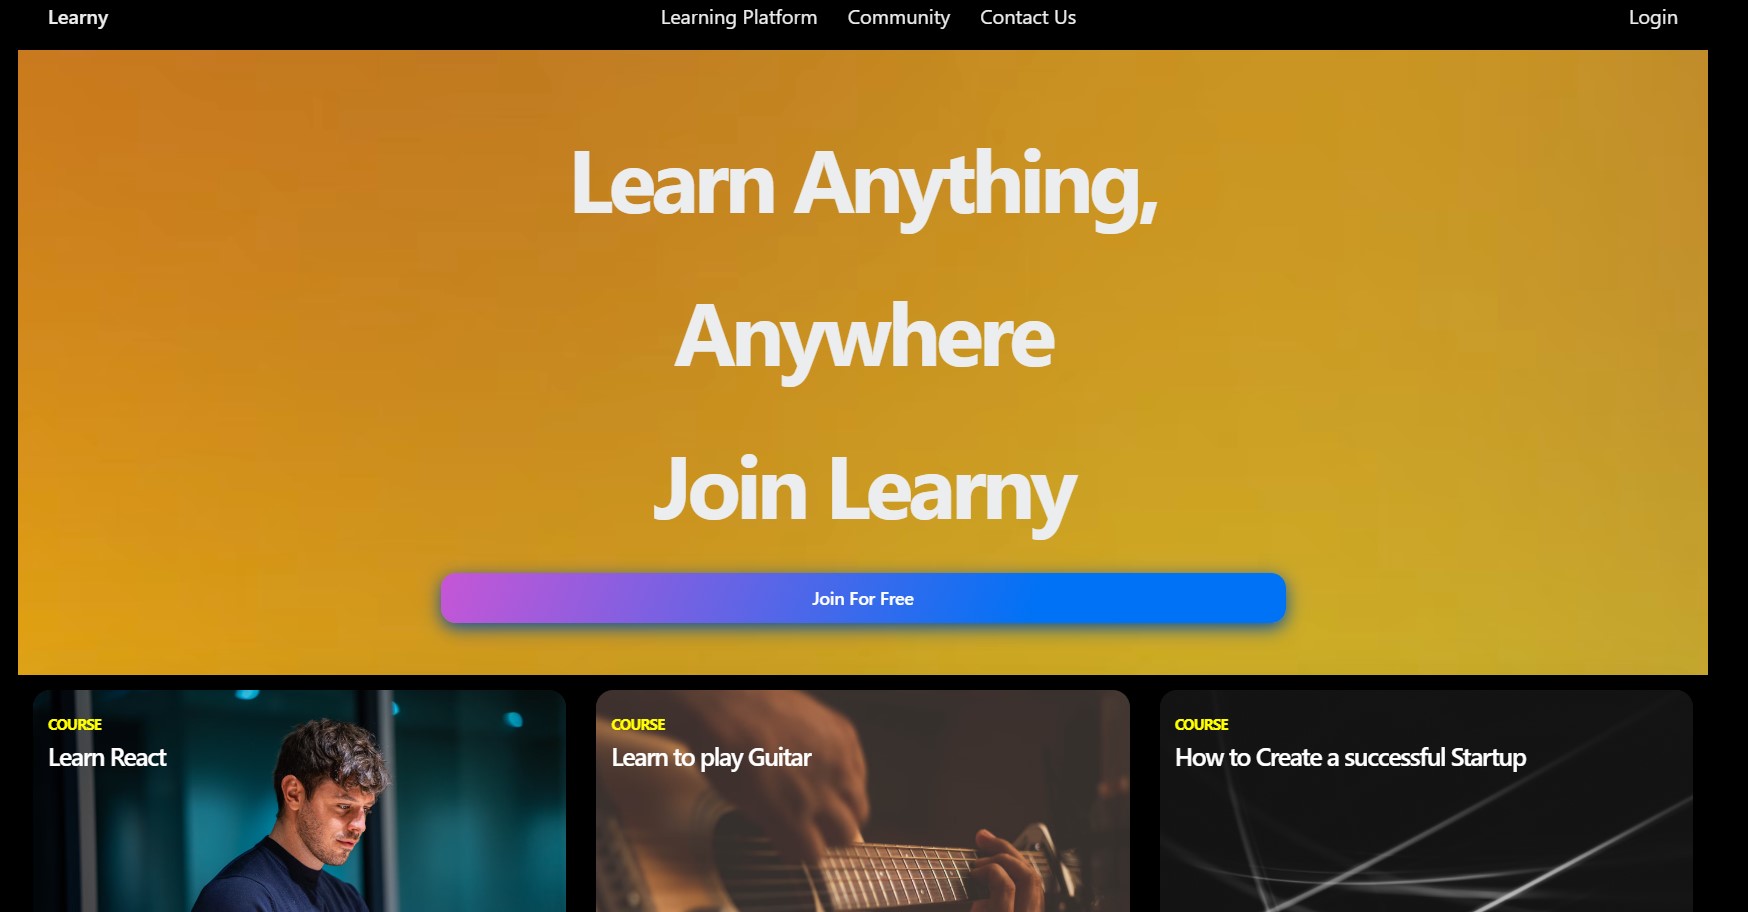 Learny
Learning Platform
Community
Contact Us
Login
Learn Anything,
Anywhere
Join Learny
Join For Free
COURSE
Learn React
COURSE
Learn to play Guitar
COURSE
How to Create a successful Startup